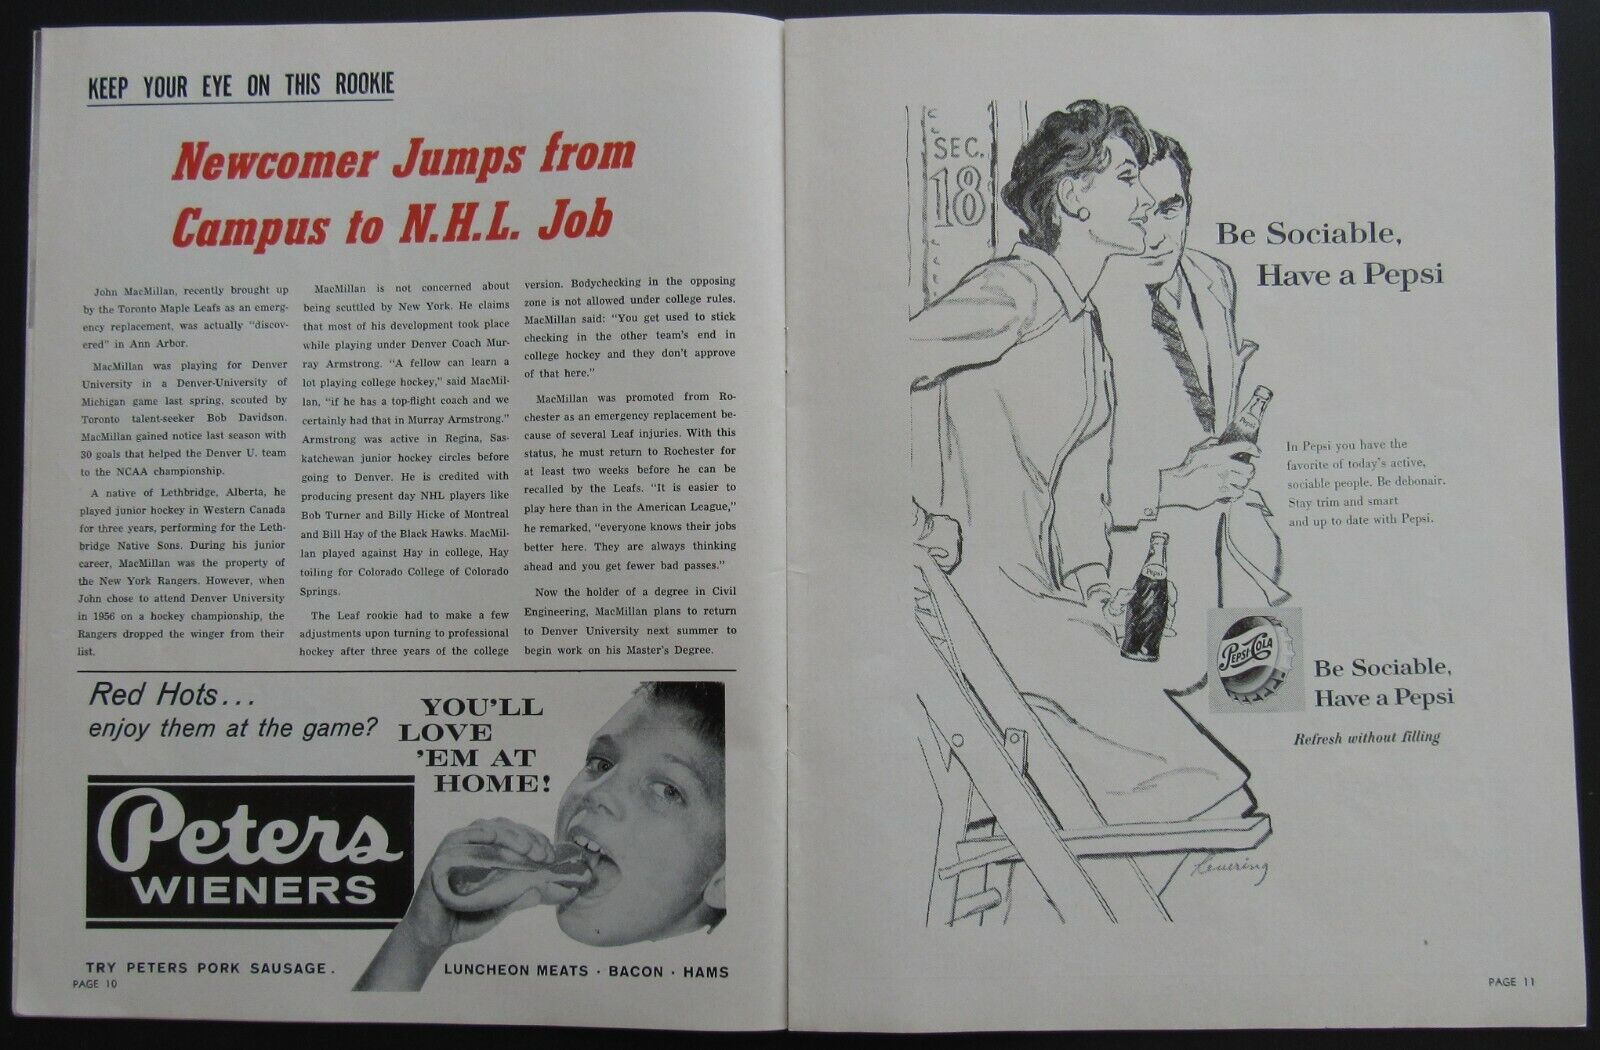 KEEP YOUR EYE ON THIS ROOKIE
Newcomer Jumps from
Campus to N.H.L. Job
John MacMillan, recently brought up
by the Toronto Maple Leafs as an emerg-
ency replacement, was actually "discov-
ered" in Ann Arbor.
MacMillan was playing for Denver
University in a Denver-University of
Michigan game last spring, scouted by
Toronto talent-seeker Bob Davidson.
MacMillan gained notice last season with
30 goals that helped the Denver U. team
to the NCAA championship.
A native of Lethbridge, Alberta, he
played junior hockey in Western Canada
for three years, performing for the Leth-
bridge Native Sons. During his junior
career, MacMillan was the property of
the New York Rangers. However, when
John chose to attend Denver University
in 1956 on a hockey championship, the
Rangers dropped the winger from their
list.
MacMillan is not concerned about
being scuttled by New York. He claims
that most of his development took place
while playing under Denver Coach Mur-
ray Armstrong. "A fellow can learn a
lot playing college hockey," said MacMil-
lan, "if he has a top-flight coach and we
certainly had that in Murray Armstrong."
Armstrong was active in Regina, Sas-
katchewan junior hockey circles before
going to Denver. He is credited with
producing present day NHL players like
Bob Turner and Billy Hicke of Montreal
and Bill Hay of the Black Hawks. MacMil-
lan played against Hay in college, Hay
toiling for Colorado College of Colorado
Springs.
The Leaf rookie had to make a few
adjustments upon turning to professional
hockey after three years of the college
version. Bodychecking in the opposing
zone is not allowed under college rules.
MacMillan said: "You get used to stick
checking in the other team's end in
college hockey and they don't approve
of that here."
MacMillan was promoted from Ro-
chester as an emergency replacement be-
cause of several Leaf injuries. With this
status, he must return to Rochester for
at least two weeks before he can be
recalled by the Leafs. "It is easier to
play here than in the American League,"
he remarked, "everyone knows their jobs
better here. They are always thinking
ahead and you get fewer bad passes."
Now the holder of a degree in Civil
Engineering, MacMillan plans to return
to Denver University next summer to
begin work on his Master's Degree.
Red Hots...
enjoy them at the game?
YOU'LL
LOVE
'EM AT
HOME!
Peters
WIENERS
TRY PETERS PORK SAUSAGE.
LUNCHEON MEATS · BACON · HAMS
PAGE 10
SEC.
18
Be Sociable,
Have a Pepsi
Pepsi
In Pepsi you have the
favorite of today's active,
sociable people. Be debonair.
Stay trim and smart
and up to date with Pepsi.
Pepsi
PEPSI-COLA
Be Sociable,
Have a Pepsi
Refresh without filling
PAGE 11